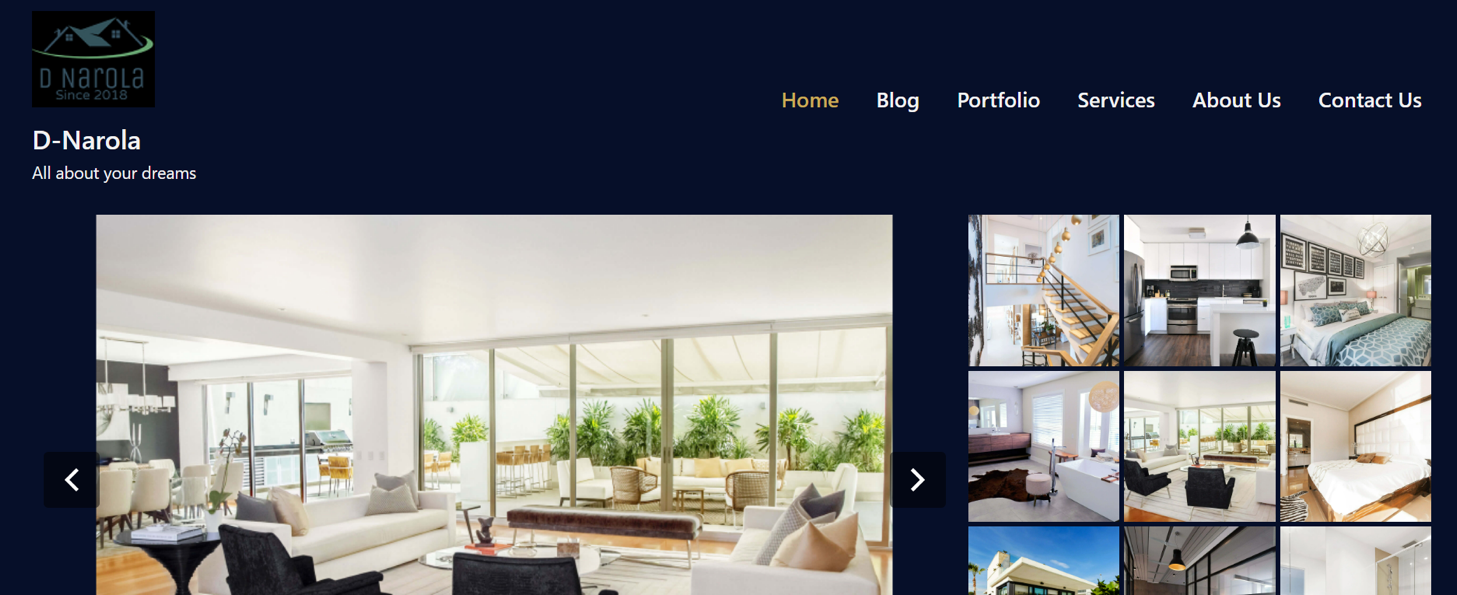 D Narola
Since 2018
Home Blog Portfolio Services About Us Contact Us
D-Narola
All about your dreams